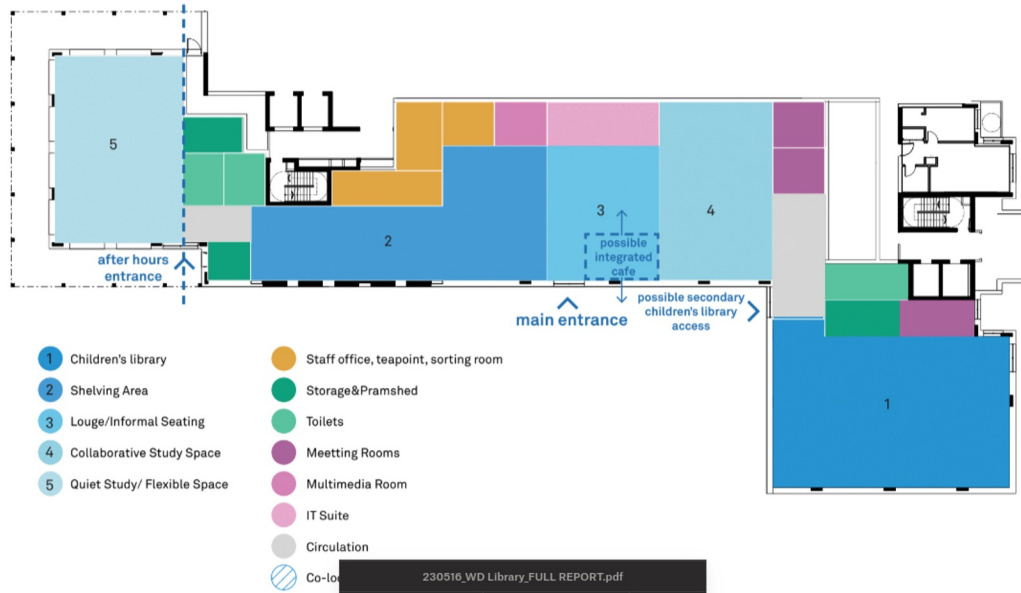 5
2
3
4
1
possible
integrated
cafe
after hours
entrance
main entrance
possible secondary
children's library
access
1 Children's library
2 Shelving Area
3 Louge/Informal Seating
4 Collaborative Study Space
5 Quiet Study/ Flexible Space
Staff office, teapoint, sorting room
Storage&Pramshed
Toilets
Meetting Rooms
Multimedia Room
IT Suite
Circulation
230516_WD Library_FULL REPORT.pdf